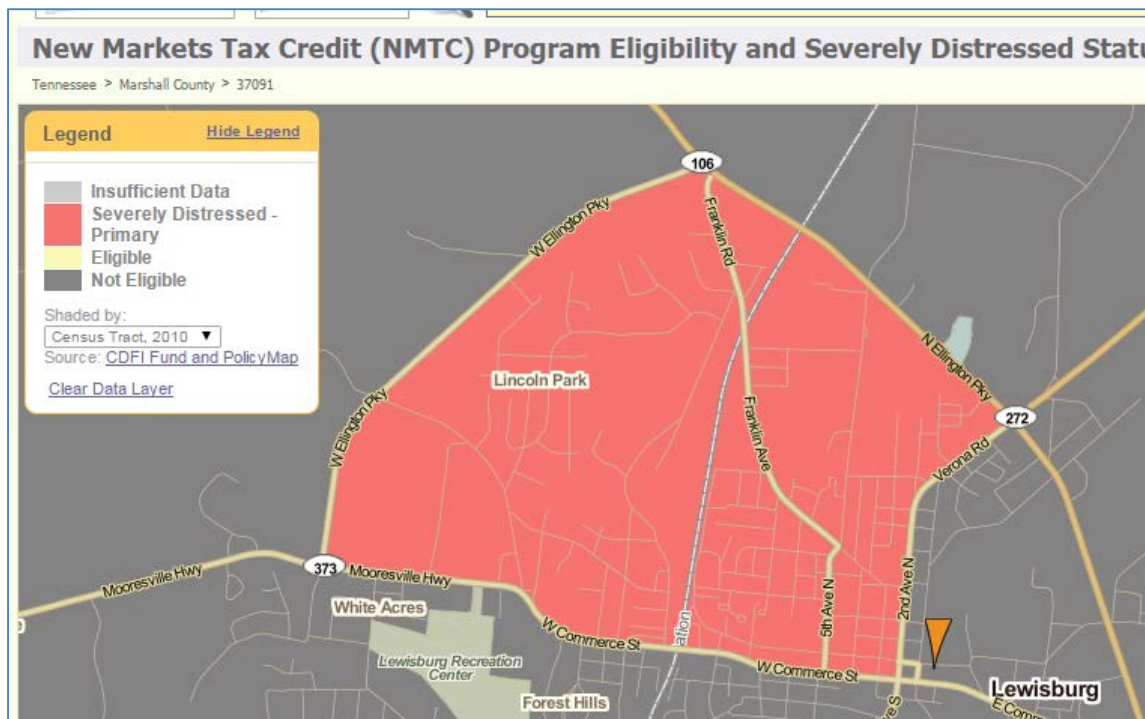 New Markets Tax Credit (NMTC) Program Eligibility and Severely Distressed Statu
Tennessee > Marshall County > 37091
Legend
Hide Legend
Insufficient Data
Severely Distressed -
Primary
Eligible
Not Eligible
Shaded by:
Census Tract, 2010 ▼
Source: CDFI Fund and PolicyMap
Clear Data Layer
106
W Ellington Pky
Franklin Rd
N Ellington Pky
Lincoln Park
W Ellington Pky
Franklin Ave
272
Verona Rd
373
Mooresville Hwy
Mooresville Hwy
White Acres
W Commerce St
ation
5th Ave N
2nd Ave N
Lewisburg Recreation
Center
W Commerce St
Forest Hills
Lewisburg
ve S
E Com
e